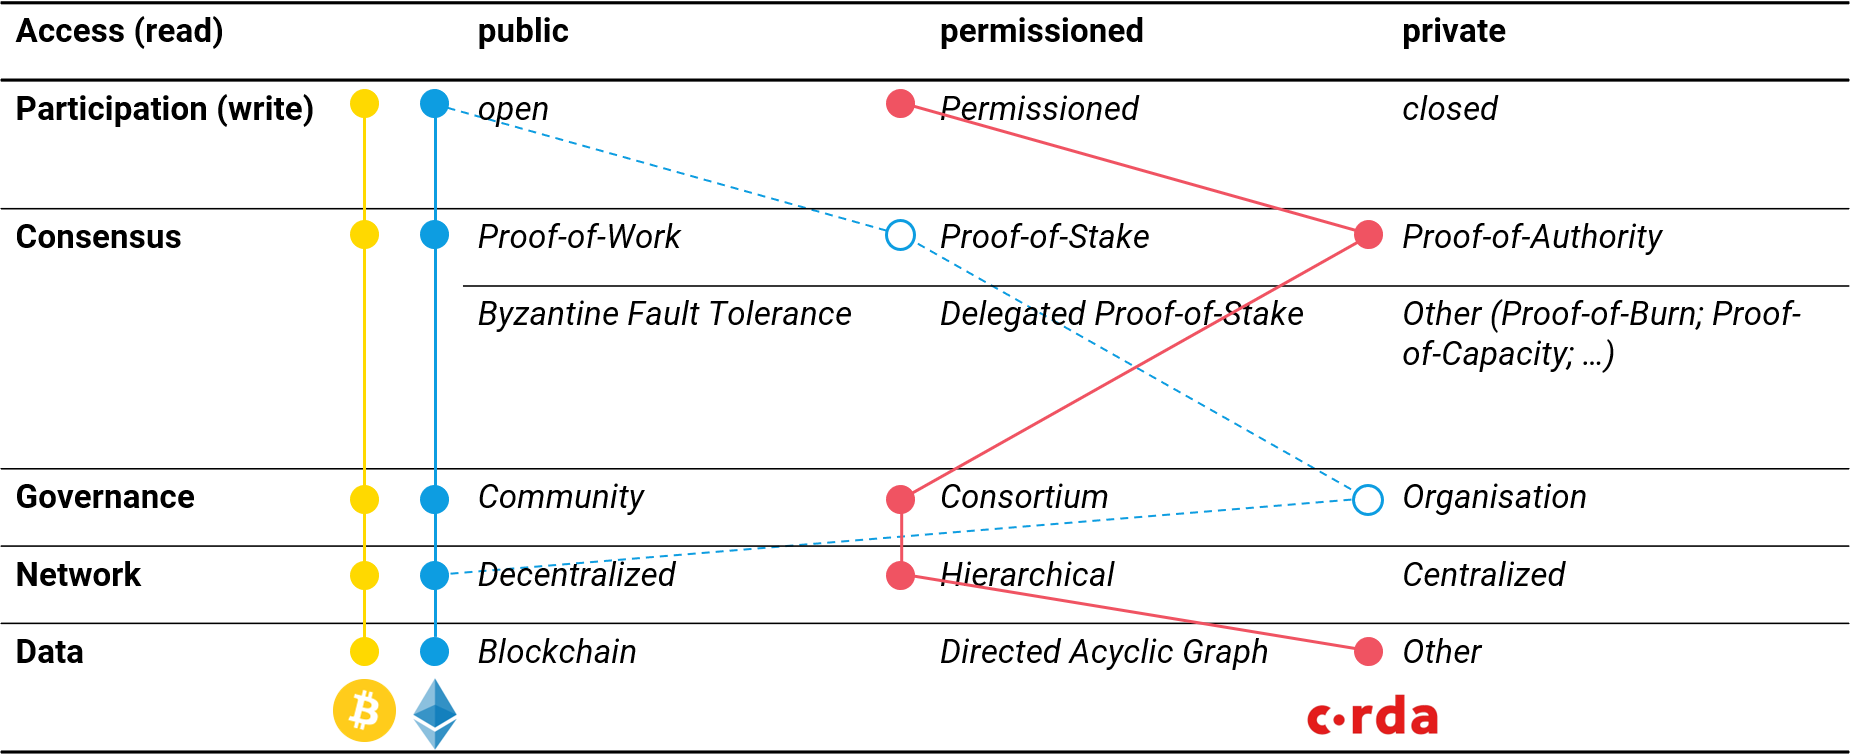 Access (read) public permissioned private
Participation (write) open Permissioned closed
Consensus Proof-of-Work Proof-of-Stake Proof-of-Authority
Byzantine Fault Tolerance Delegated Proof-of-Stake Other (Proof-of-Burn; Proof-
of-Capacity; ...)
Governance Community Consortium Organisation
Network Decentralized Hierarchical Centralized
Data Blockchain Directed Acyclic Graph Other
c·rda